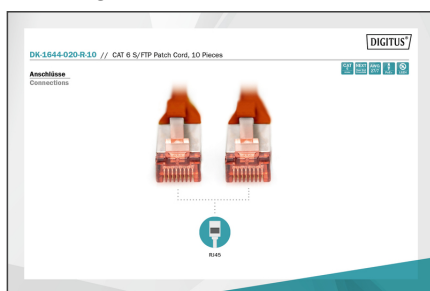 DIGITUS®
DK-1644-020-R-10 // CAT 6 S/FTP Patch Cord, 10 Pieces
Anschlüsse
Connections
RJ45